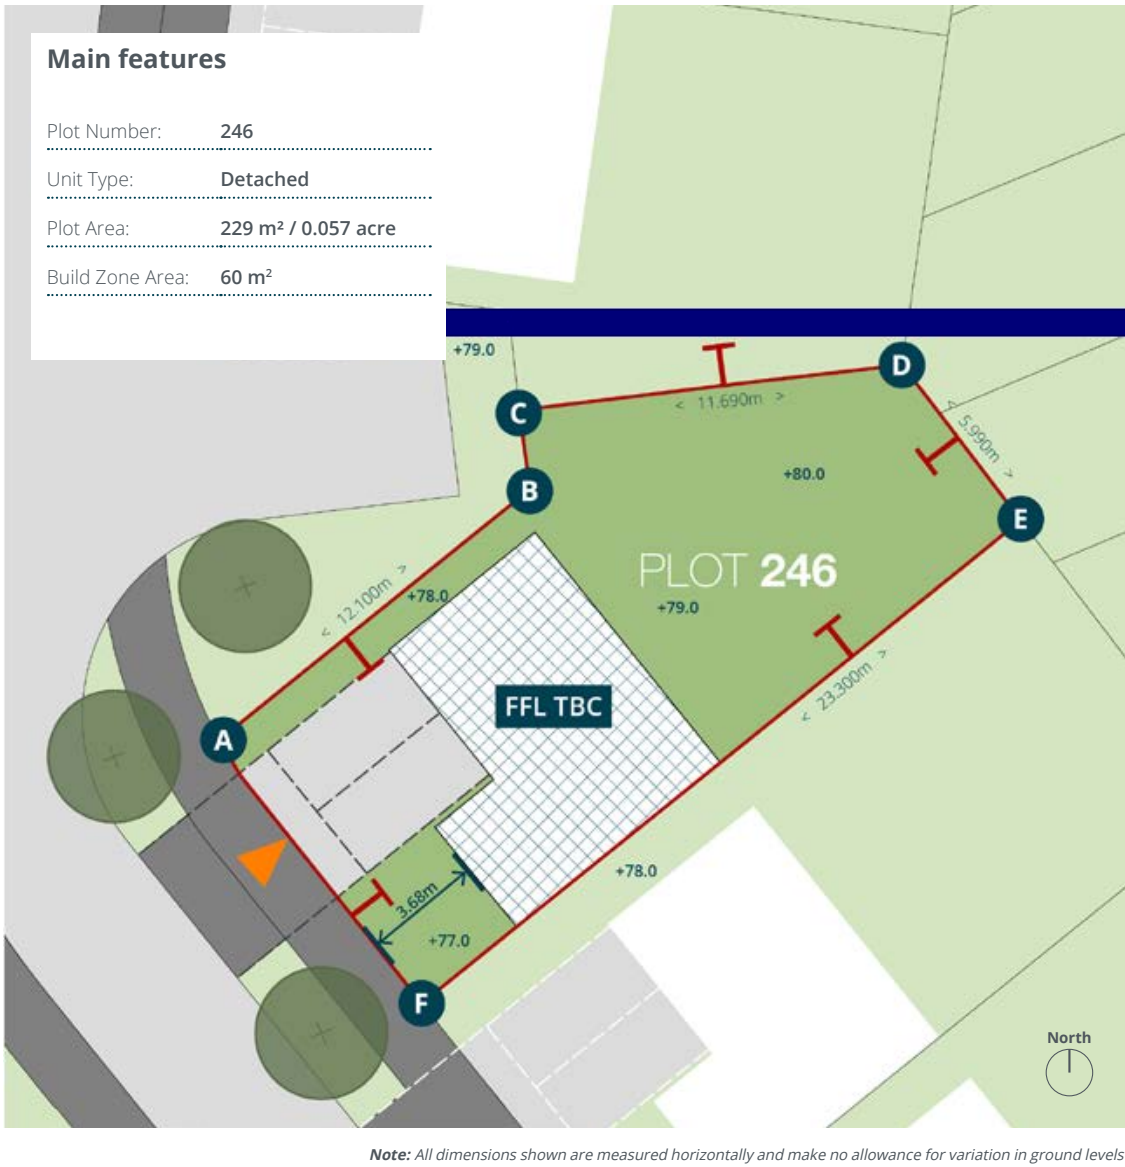 Main features
Plot Number: 246
Unit Type: Detached
Plot Area: 229 m² / 0.057 acre
Build Zone Area: 60 m²
+79.0
D
C
< 11.690m >
< 5.990m >
+80.0
B
E
PLOT 246
< 12.100m >
+78.0
+79.0
FFL TBC
< 23.300m >
A
+78.0
3.68m
+77.0
F
North
Note: All dimensions shown are measured horizontally and make no allowance for variation in ground levels